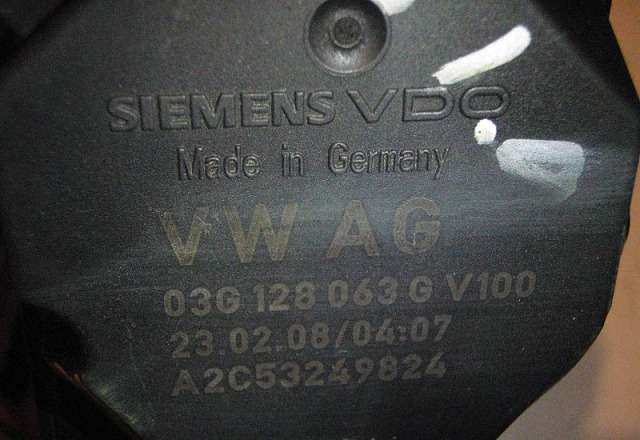 SIEMENS VDO
Made in Germany
VW AG
03G 128 063 G V100
23.02.08/04:07
A2C53249824